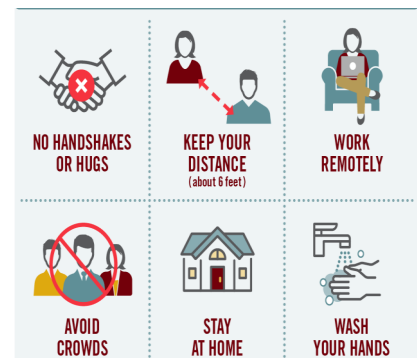 NO HANDSHAKES
OR HUGS
KEEP YOUR
DISTANCE
(about 6 feet)
WORK
REMOTELY
AVOID
CROWDS
STAY
AT HOME
WASH
YOUR HANDS